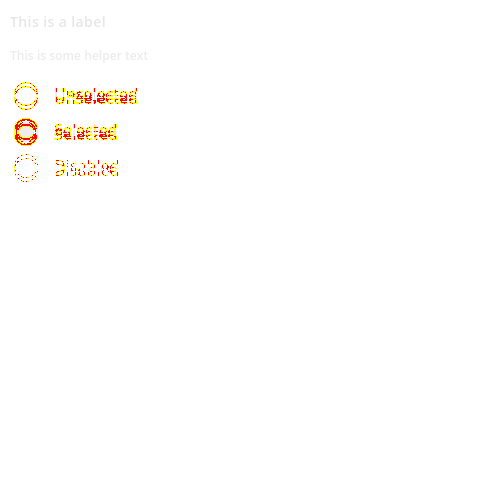 This is a label
This is some helper text
Unselected
Selected
Disabled